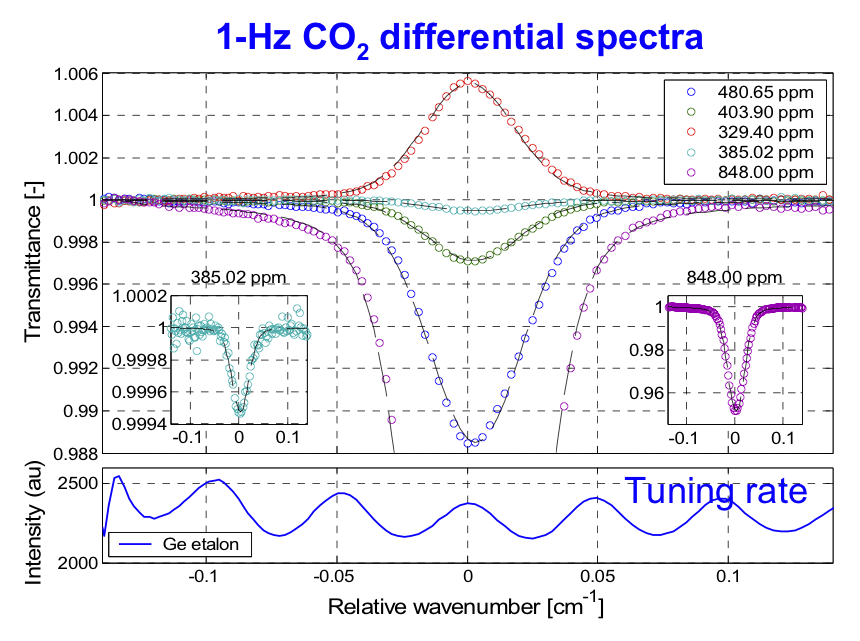 1-Hz CO2 differential spectra
1.006
1.004
1.002
1
0.998
0.996
0.994
0.992
0.99
0.988
Transmittance [-]
480.65 ppm
403.90 ppm
329.40 ppm
385.02 ppm
848.00 ppm
385.02 ppm
1.0002
1
0.9998
0.9996
0.9994
-0.1 0 0.1
848.00 ppm
1
0.98
0.96
-0.1 0 0.1
Intensity (au)
2500
2000
Tuning rate
Ge etalon
-0.1 -0.05 0 0.05 0.1
Relative wavenumber [cm-1]